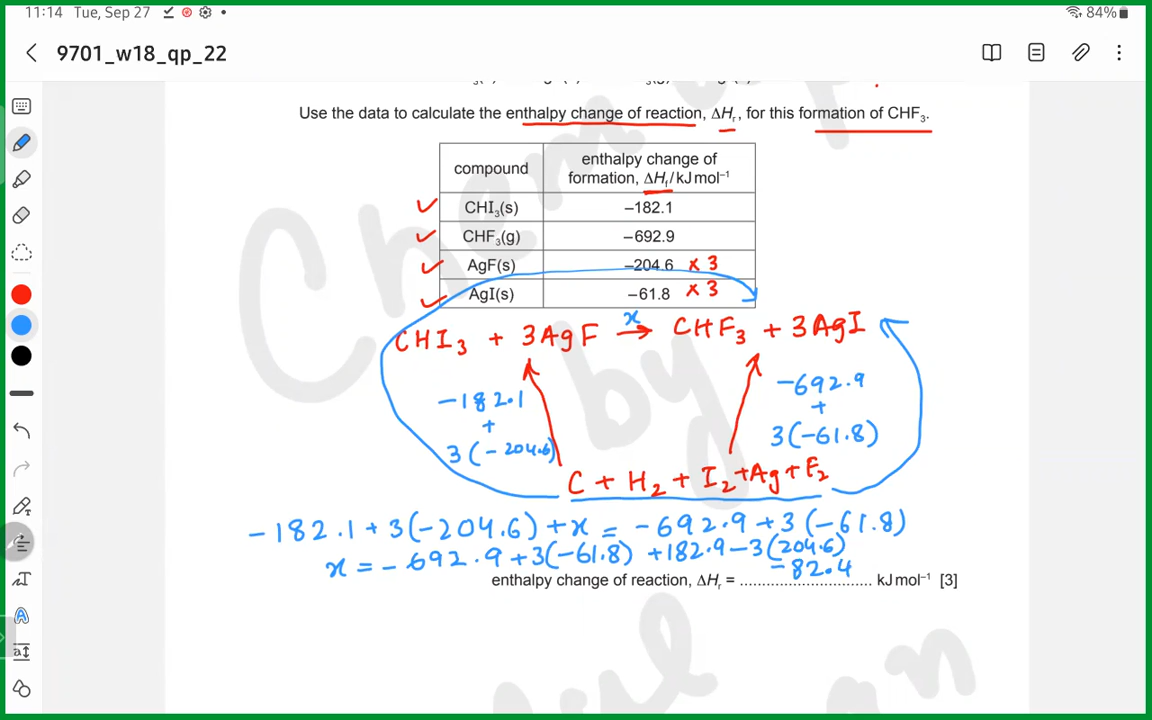 11:14 Tue, Sep 27
84%
9701_w18_qp_22
Use the data to calculate the enthalpy change of reaction, ΔHr, for this formation of CHF₃.
compound enthalpy change of formation, ΔHf/kJ mol⁻¹
CHI₃(s) –182.1
CHF₃(g) –692.9
AgF(s) –204.6 × 3
AgI(s) –61.8 × 3
x
CHI₃ + 3AgF → CHF₃ + 3AgI
-182.1 + 3(-204.6)
-692.9 + 3(-61.8)
C + H₂ + I₂ + Ag + F₂
-182.1 + 3(-204.6) + x = -692.9 + 3(-61.8)
x = -692.9 + 3(-61.8) + 182.9 - 3(204.6)
-82.4
enthalpy change of reaction, ΔHr = .............................. kJ mol⁻¹ [3]
Chem
by